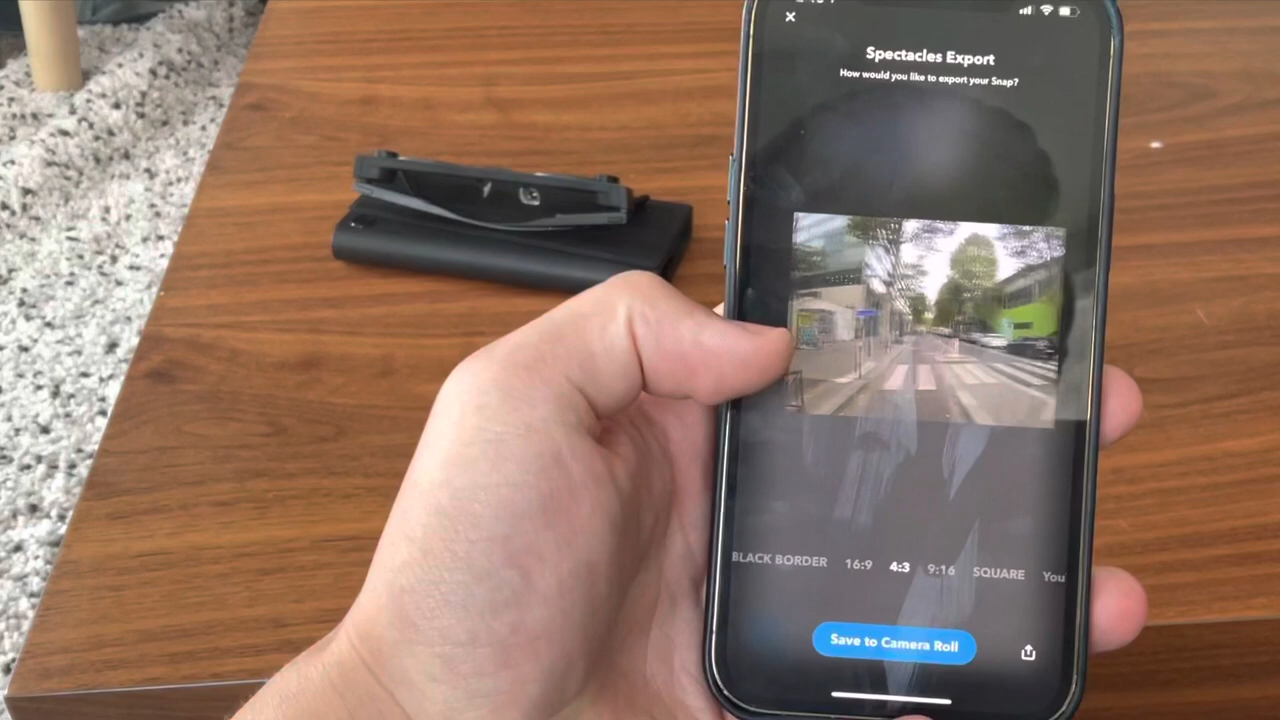 Spectacles Export
How would you like to export your Snap?
BLACK BORDER 16:9 4:3 9:16 SQUARE You
Save to Camera Roll